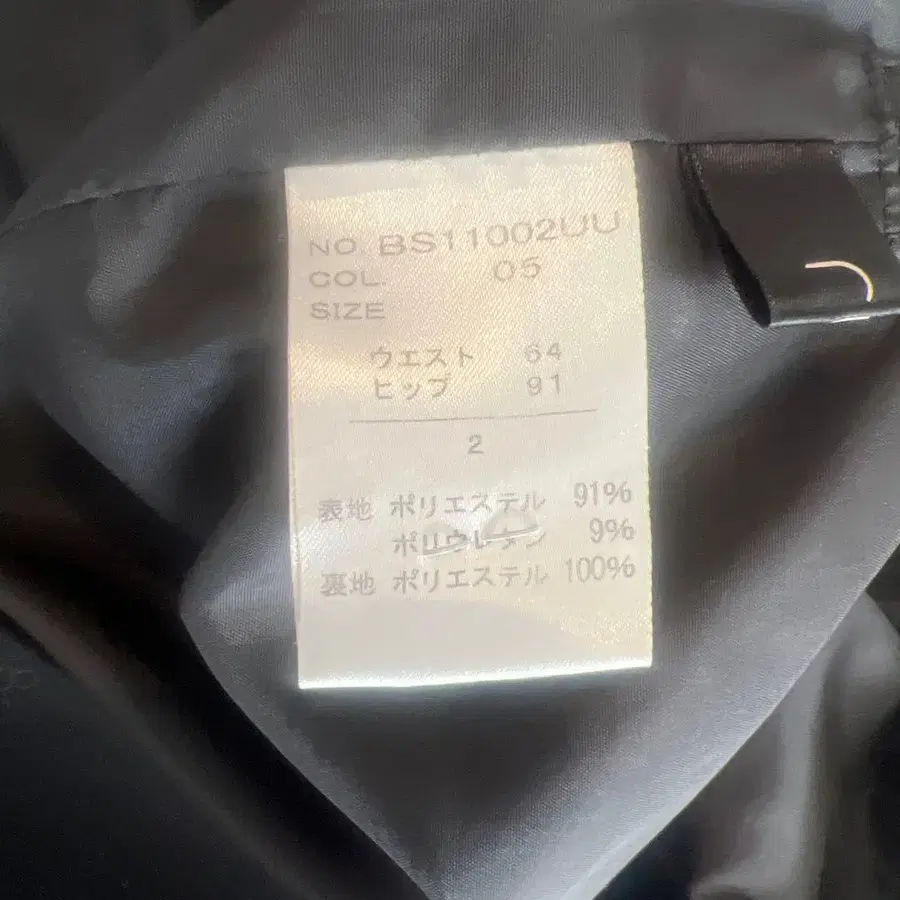 NO. BS11002UU
COL. 05
SIZE
ウエスト 64
ヒップ 91
2
表地 ポリエステル 91%
ポリウレタン 9%
裏地 ポリエステル 100%